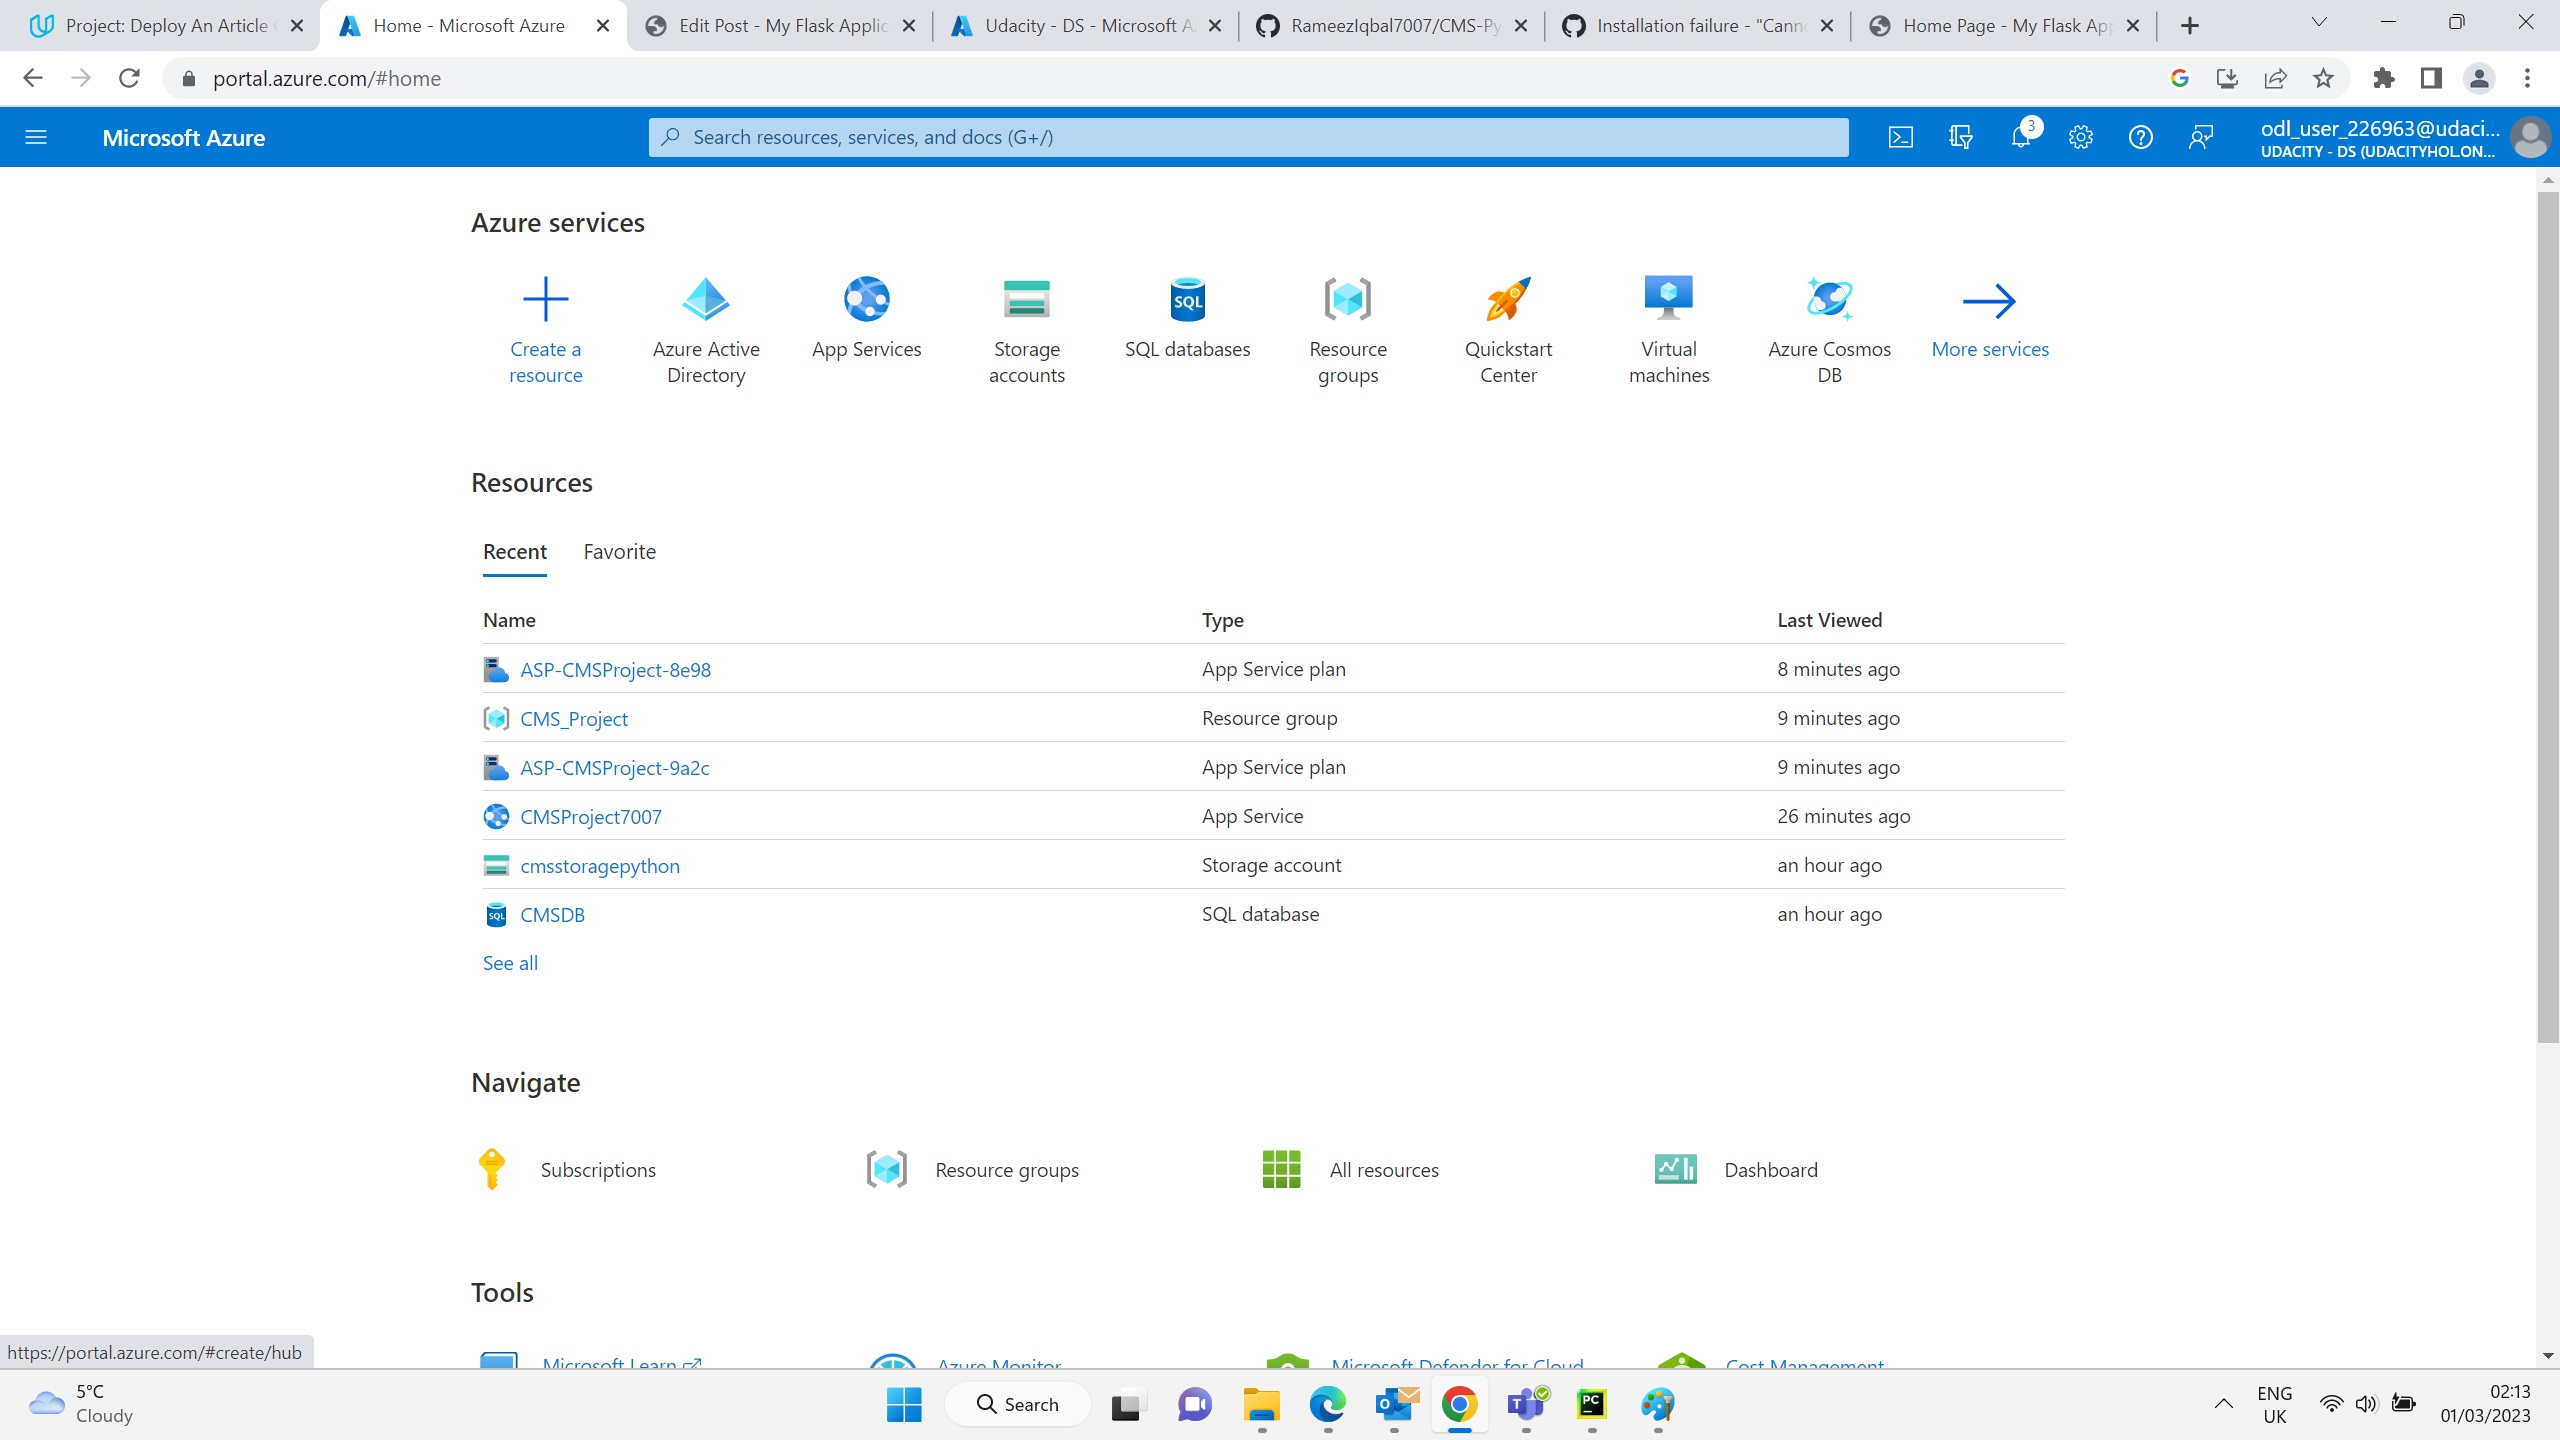 Project: Deploy An Article
Home - Microsoft Azure
Edit Post - My Flask Applic
Udacity - DS - Microsoft A
RameezIqbal7007/CMS-Py
Installation failure - "Cann
Home Page - My Flask App
portal.azure.com/#home
Microsoft Azure
Search resources, services, and docs (G+/)
3
odl_user_226963@udaci...
UDACITY - DS (UDACITYHOL.ON...
Azure services
Create a
resource
Azure Active
Directory
App Services
Storage
accounts
SQL
SQL databases
Resource
groups
Quickstart
Center
Virtual
machines
Azure Cosmos
DB
More services
Resources
Recent
Favorite
Name Type Last Viewed
ASP-CMSProject-8e98 App Service plan 8 minutes ago
CMS_Project Resource group 9 minutes ago
ASP-CMSProject-9a2c App Service plan 9 minutes ago
CMSProject7007 App Service 26 minutes ago
cmsstoragepython Storage account an hour ago
SQL CMSDB SQL database an hour ago
See all
Navigate
Subscriptions
Resource groups
All resources
Dashboard
Tools
Microsoft Learn
Azure Monitor
Microsoft Defender for Cloud
Cost Management
https://portal.azure.com/#create/hub
5°C
Cloudy
Search
PC
ENG
UK
02:13
01/03/2023